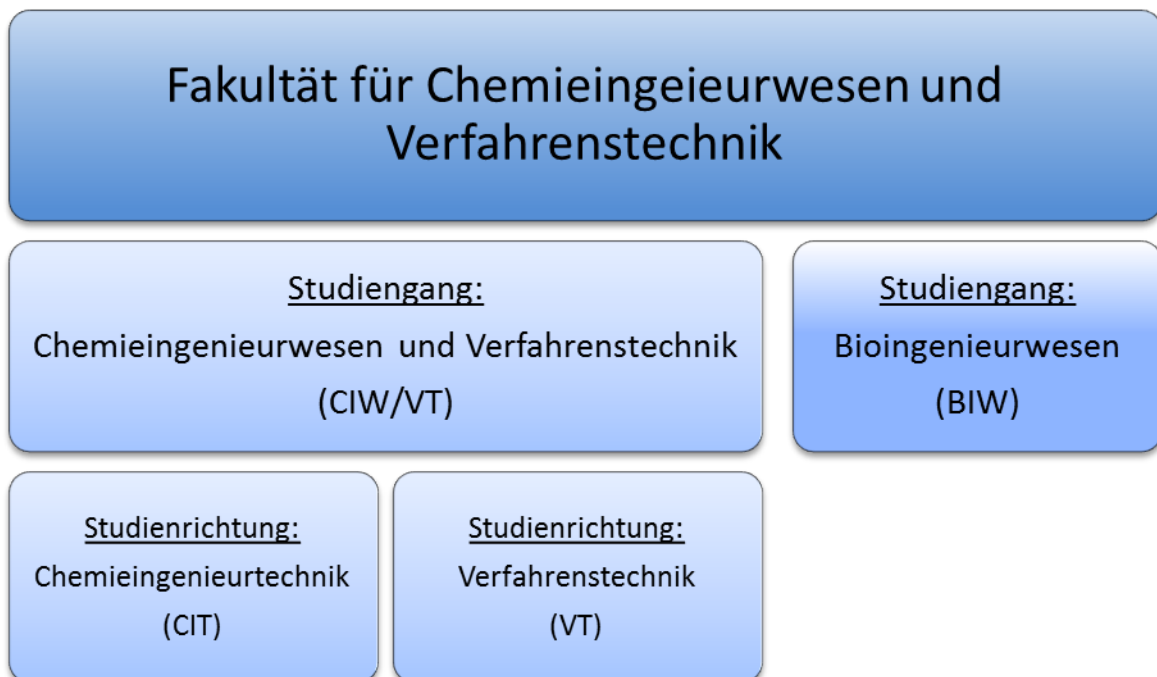 Fakultät für Chemieingeieurwesen und
Verfahrenstechnik
Studiengang:
Chemieingenieurwesen und Verfahrenstechnik
(CIW/VT)
Studiengang:
Bioingenieurwesen
(BIW)
Studienrichtung:
Chemieingenieurtechnik
(CIT)
Studienrichtung:
Verfahrenstechnik
(VT)